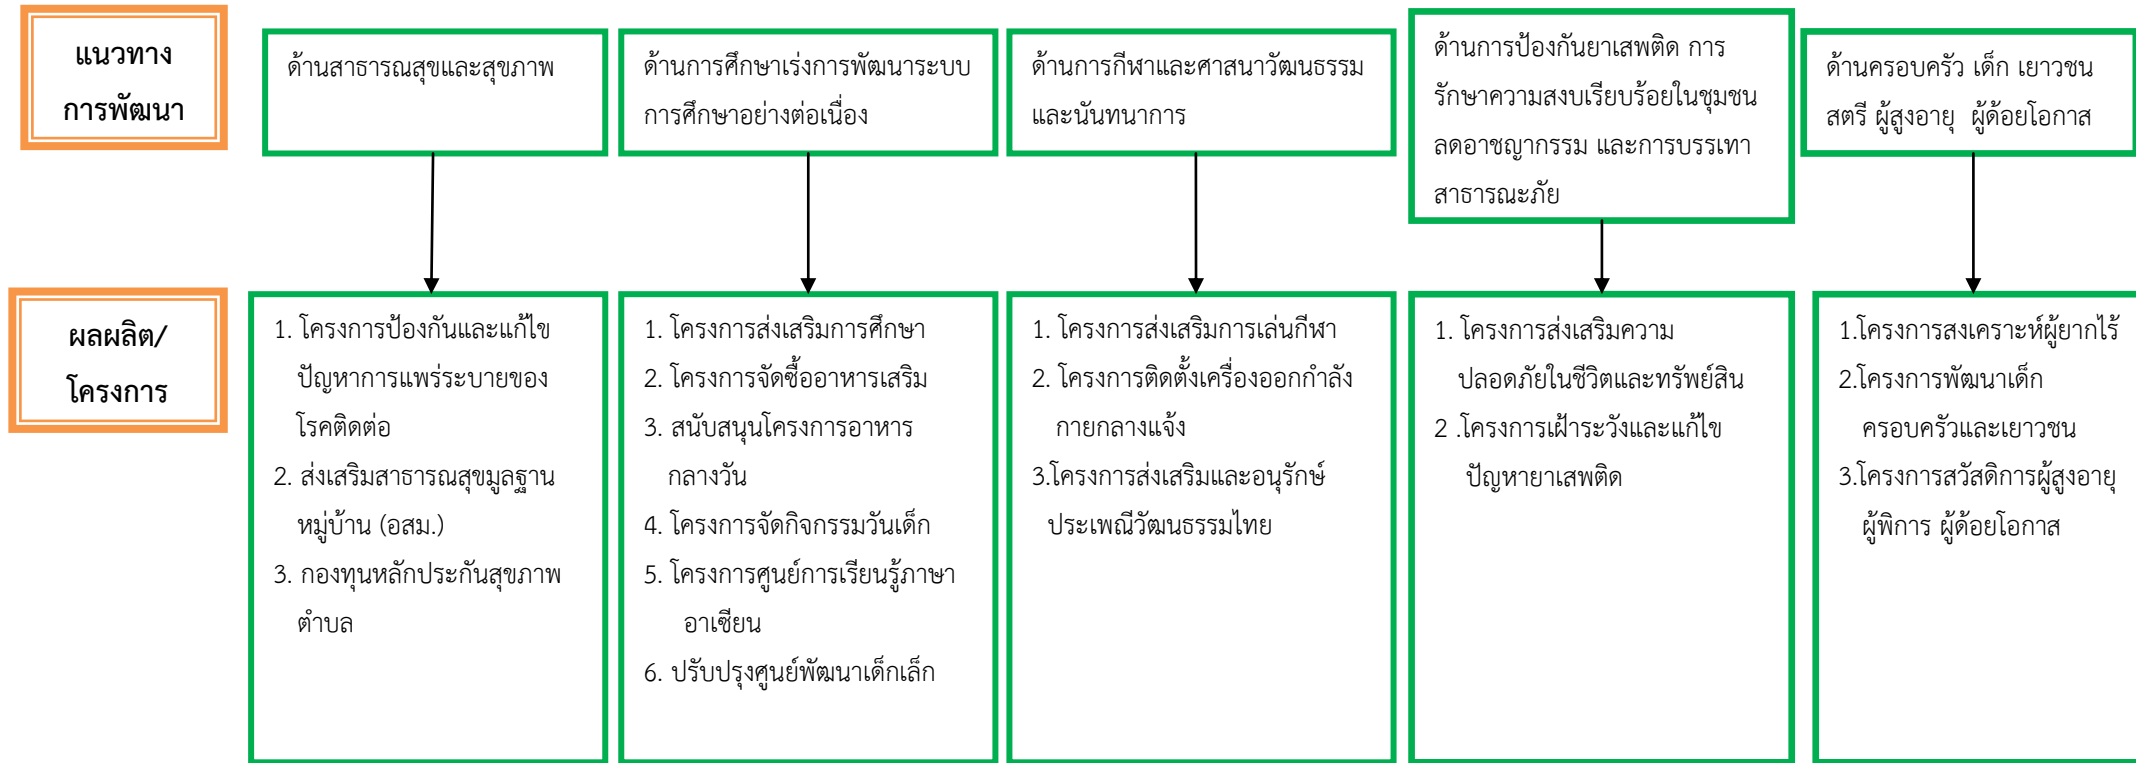 แนวทาง
การพัฒนา
ด้านสาธารณสุขและสุขภาพ
ด้านการศึกษาเร่งการพัฒนาระบบ
การศึกษาอย่างต่อเนื่อง
ด้านการกีฬาและศาสนาวัฒนธรรม
และนันทนาการ
ด้านการป้องกันยาเสพติด การ
รักษาความสงบเรียบร้อยในชุมชน
ลดอาชญากรรม และการบรรเทา
สาธารณะภัย
ด้านครอบครัว เด็ก เยาวชน
สตรี ผู้สูงอายุ ผู้ด้อยโอกาส
ผลผลิต/
โครงการ
1. โครงการป้องกันและแก้ไข
ปัญหาการแพร่ระบายของ
โรคติดต่อ
2. ส่งเสริมสาธารณสุขมูลฐาน
หมู่บ้าน (อสม.)
3. กองทุนหลักประกันสุขภาพ
ตำบล
1. โครงการส่งเสริมการศึกษา
2. โครงการจัดซื้ออาหารเสริม
3. สนับสนุนโครงการอาหาร
กลางวัน
4. โครงการจัดกิจกรรมวันเด็ก
5. โครงการศูนย์การเรียนรู้ภาษา
อาเซียน
6. ปรับปรุงศูนย์พัฒนาเด็กเล็ก
1. โครงการส่งเสริมการเล่นกีฬา
2. โครงการติดตั้งเครื่องออกกำลัง
กายกลางแจ้ง
3.โครงการส่งเสริมและอนุรักษ์
ประเพณีวัฒนธรรมไทย
1. โครงการส่งเสริมความ
ปลอดภัยในชีวิตและทรัพย์สิน
2 .โครงการเฝ้าระวังและแก้ไข
ปัญหายาเสพติด
1.โครงการสงเคราะห์ผู้ยากไร้
2.โครงการพัฒนาเด็ก
ครอบครัวและเยาวชน
3.โครงการสวัสดิการผู้สูงอายุ
ผู้พิการ ผู้ด้อยโอกาส